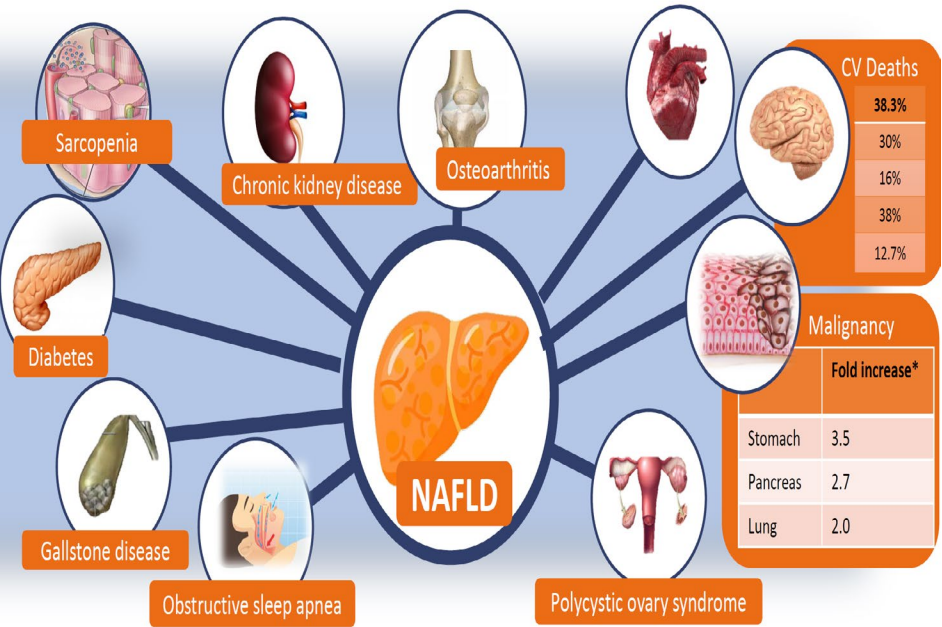 CV Deaths
38.3%
30%
16%
38%
12.7%
Sarcopenia
Chronic kidney disease
Osteoarthritis
Diabetes
Malignancy
Fold increase*
Stomach 3.5
Pancreas 2.7
Lung 2.0
NAFLD
Gallstone disease
Obstructive sleep apnea
Polycystic ovary syndrome